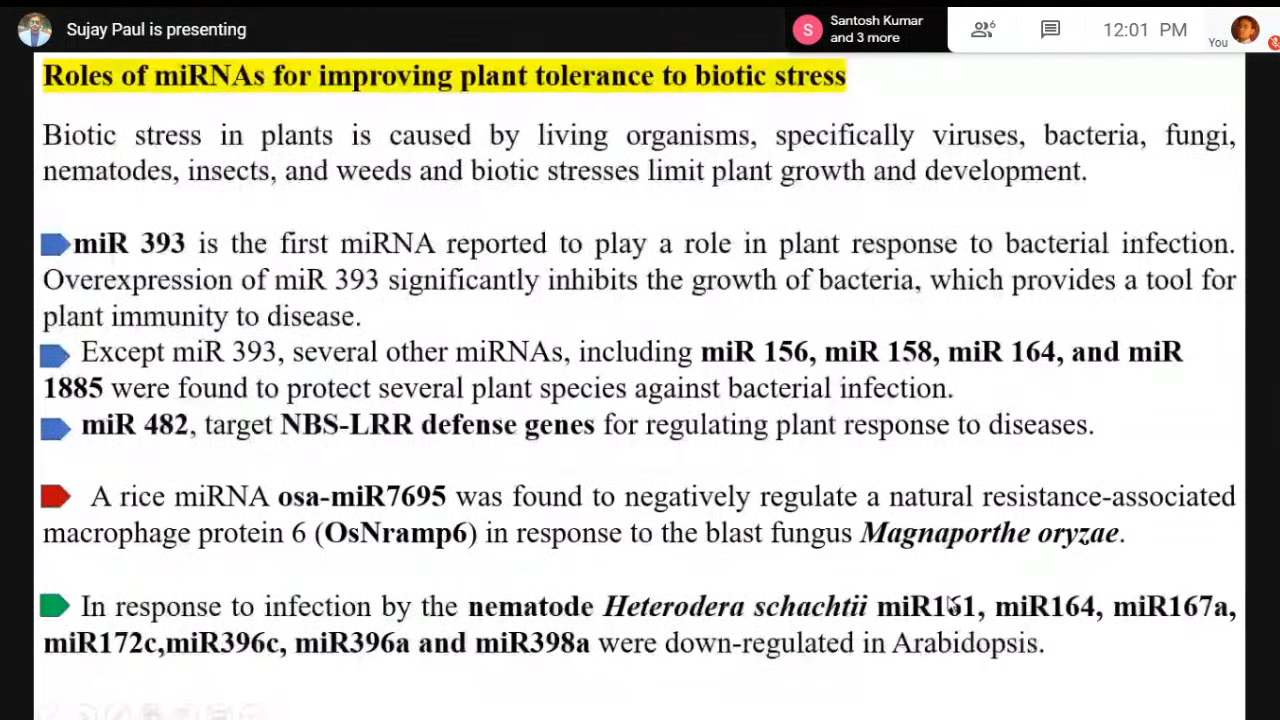 Sujay Paul is presenting
Santosh Kumar
and 3 more
S
6
12:01 PM
You
Roles of miRNAs for improving plant tolerance to biotic stress
Biotic stress in plants is caused by living organisms, specifically viruses, bacteria, fungi,
nematodes, insects, and weeds and biotic stresses limit plant growth and development.
miR 393 is the first miRNA reported to play a role in plant response to bacterial infection.
Overexpression of miR 393 significantly inhibits the growth of bacteria, which provides a tool for
plant immunity to disease.
Except miR 393, several other miRNAs, including miR 156, miR 158, miR 164, and miR
1885 were found to protect several plant species against bacterial infection.
miR 482, target NBS-LRR defense genes for regulating plant response to diseases.
A rice miRNA osa-miR7695 was found to negatively regulate a natural resistance-associated
macrophage protein 6 (OsNramp6) in response to the blast fungus Magnaporthe oryzae.
In response to infection by the nematode Heterodera schachtii miR161, miR164, miR167a,
miR172c,miR396c, miR396a and miR398a were down-regulated in Arabidopsis.